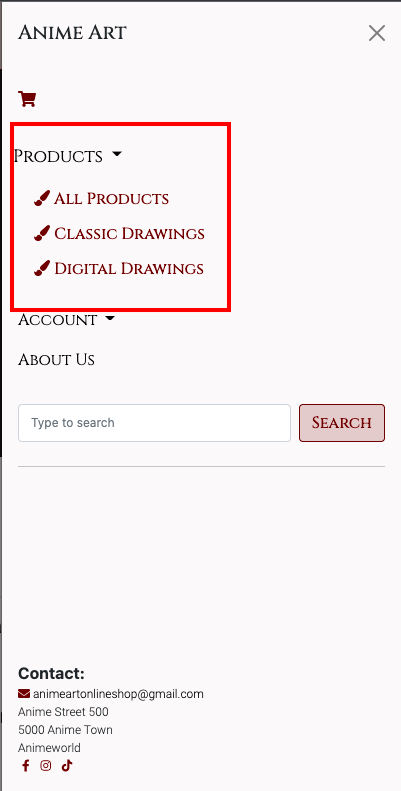 Anime Art
Products
All Products
Classic Drawings
Digital Drawings
Account
About Us
Type to search
Search
Contact:
animeartonlineshop@gmail.com
Anime Street 500
5000 Anime Town
Animeworld